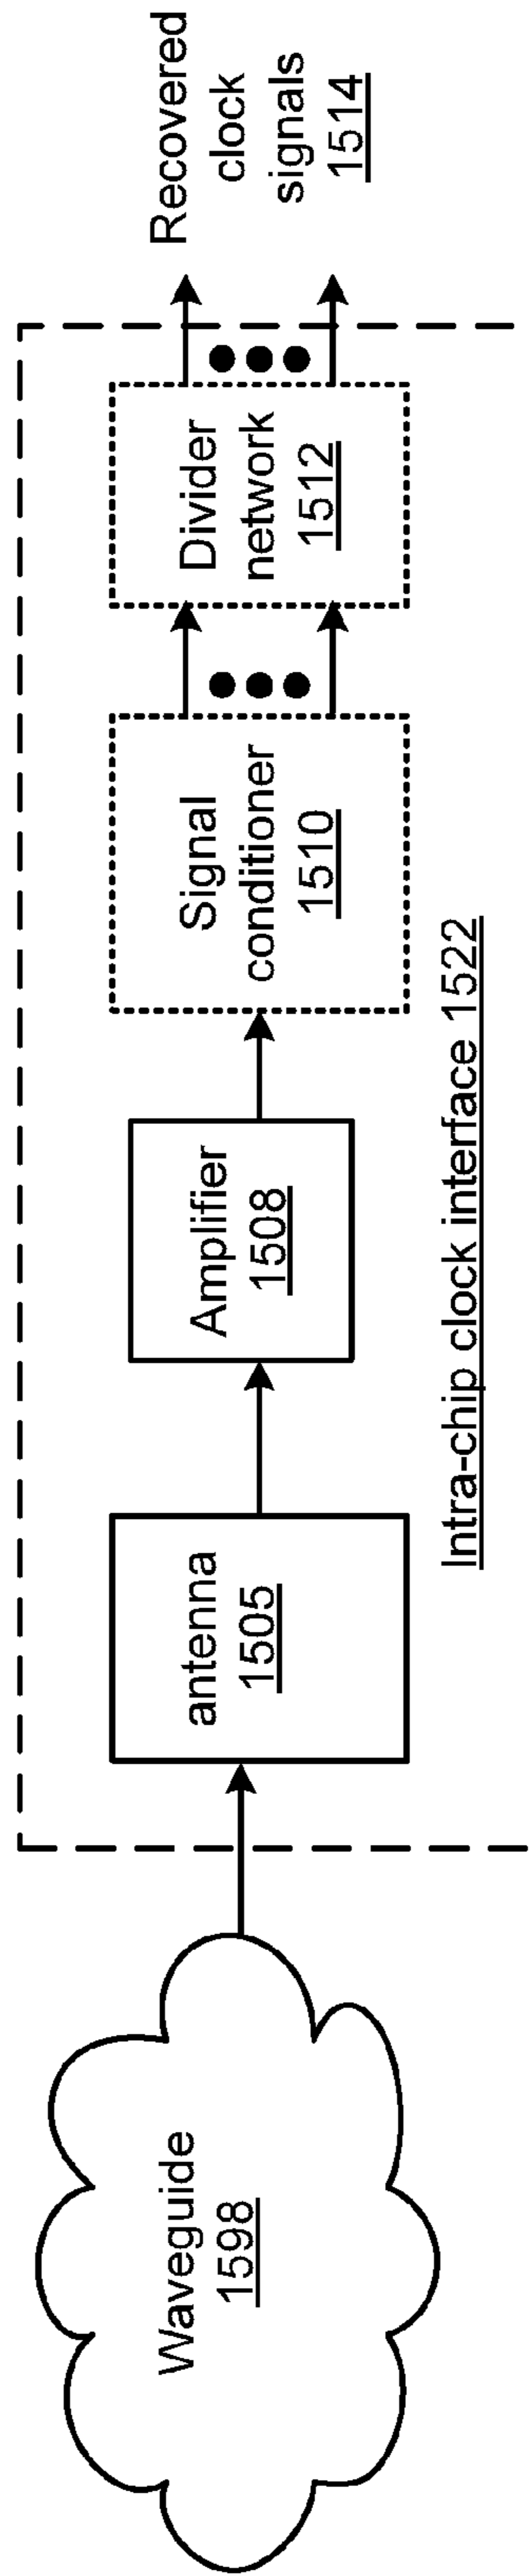 Waveguide
1598
antenna
1505
Amplifier
1508
Signal
conditioner
1510
Divider
network
1512
Recovered
clock
signals
1514
Intra-chip clock interface 1522